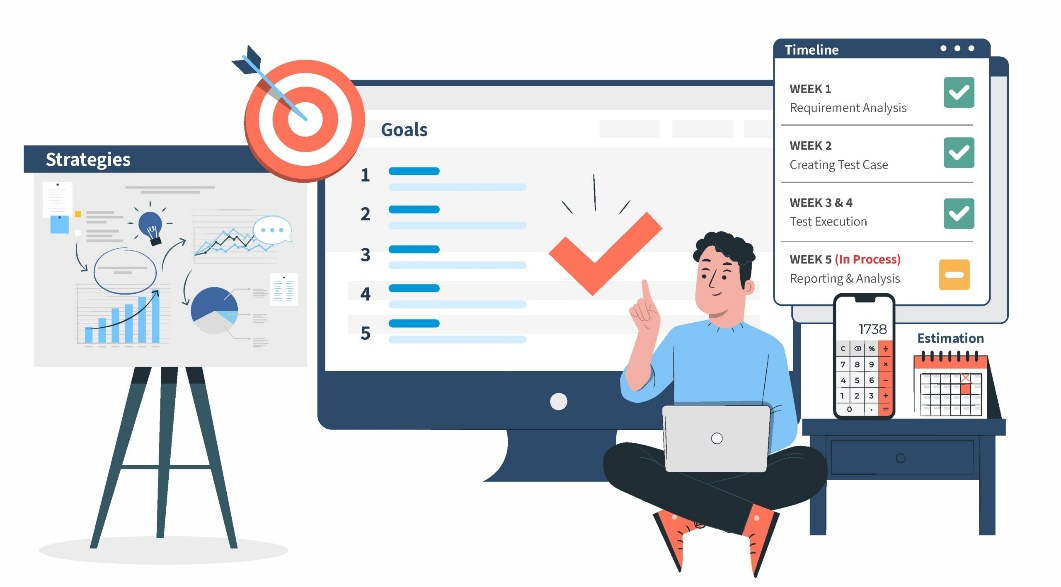 Strategies
Goals
1
2
3
4
5
Timeline
WEEK 1
Requirement Analysis
WEEK 2
Creating Test Case
WEEK 3 & 4
Test Execution
WEEK 5 (In Process)
Reporting & Analysis
1738
C ⌫ % ÷
7 8 9 ×
4 5 6 −
1 2 3 +
0 . =
Estimation